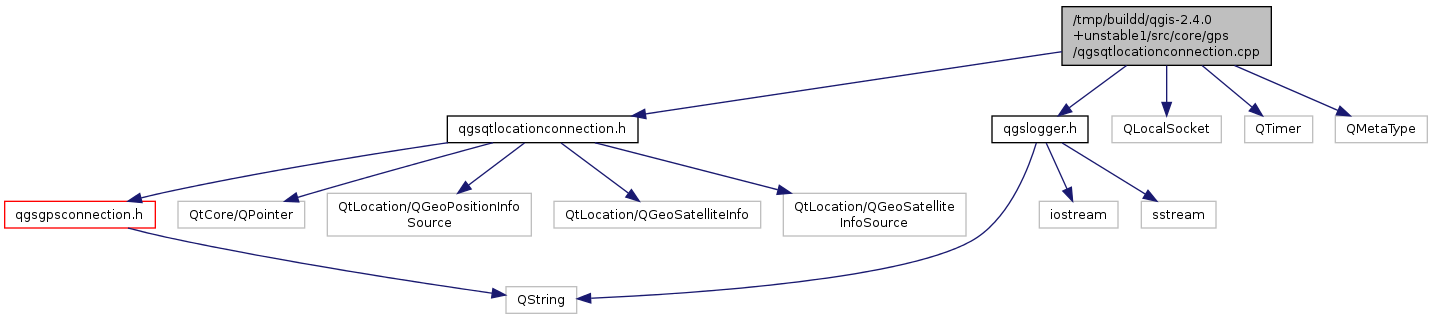 /tmp/buildd/qgis-2.4.0
+unstable1/src/core/gps
/qgsqtlocationconnection.cpp
qgsqtlocationconnection.h
qgslogger.h
QLocalSocket
QTimer
QMetaType
qgsgpsconnection.h
QtCore/QPointer
QtLocation/QGeoPositionInfo
Source
QtLocation/QGeoSatelliteInfo
QtLocation/QGeoSatellite
InfoSource
iostream
sstream
QString